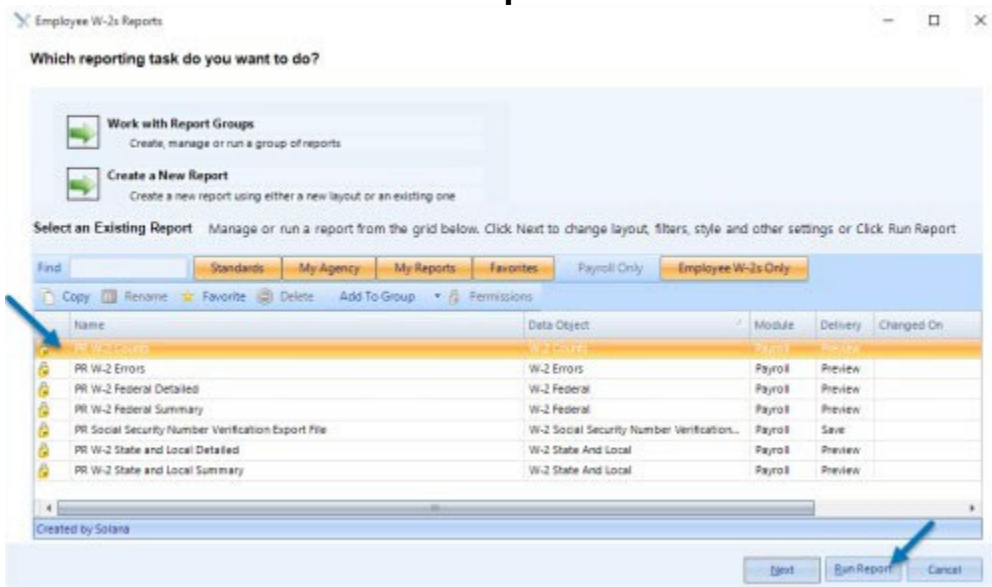 Employee W-2s Reports
Which reporting task do you want to do?
Work with Report Groups
Create, manage or run a group of reports
Create a New Report
Create a new report using either a new layout or an existing one
Select an Existing Report Manage or run a report from the grid below. Click Next to change layout, filters, style and other settings or Click Run Report
Find Standards My Agency My Reports Favorites Payroll Only Employee W-2s Only
Copy Rename Favorite Delete Add To Group Permissions
Name Data Object Module Delivery Changed On
PR W-2 Counts W-2 Counts Payroll Preview
PR W-2 Errors W-2 Errors Payroll Preview
PR W-2 Federal Detailed W-2 Federal Payroll Preview
PR W-2 Federal Summary W-2 Federal Payroll Preview
PR Social Security Number Verification Export File W-2 Social Security Number Verification... Payroll Save
PR W-2 State and Local Detailed W-2 State And Local Payroll Preview
PR W-2 State and Local Summary W-2 State And Local Payroll Preview
Created by Solana
Next Run Report Cancel